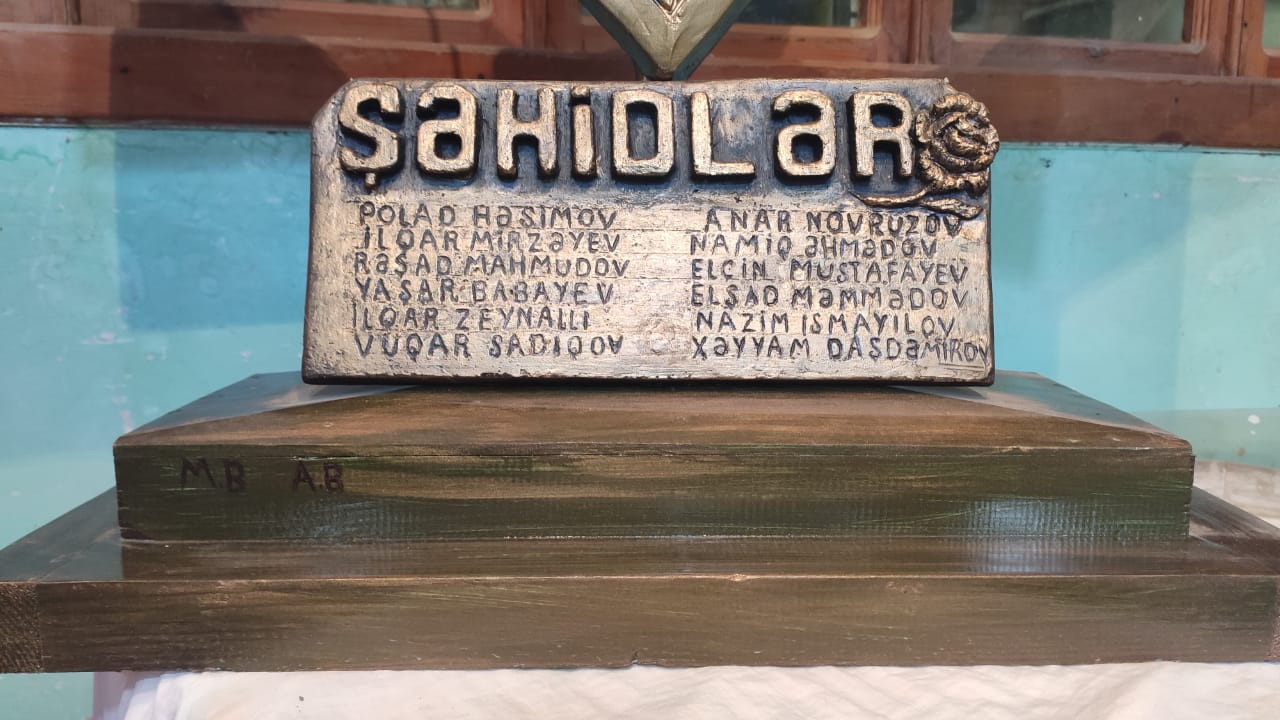 ŞƏHİDLƏR
POLAD HƏŞİMOV
İLQAR MİRZƏYEV
RƏŞAD MAHMUDOV
YAŞAR BABAYEV
İLQAR ZEYNALLI
VÜQAR SADIQOV
ANAR NOVRUZOV
NAMİQ ƏHMƏDOV
ELÇİN MUSTAFAYEV
ELŞAD MƏMMƏDOV
NAZİM İSMAYILOV
XƏYYAM DAŞDƏMİROV
MB AB